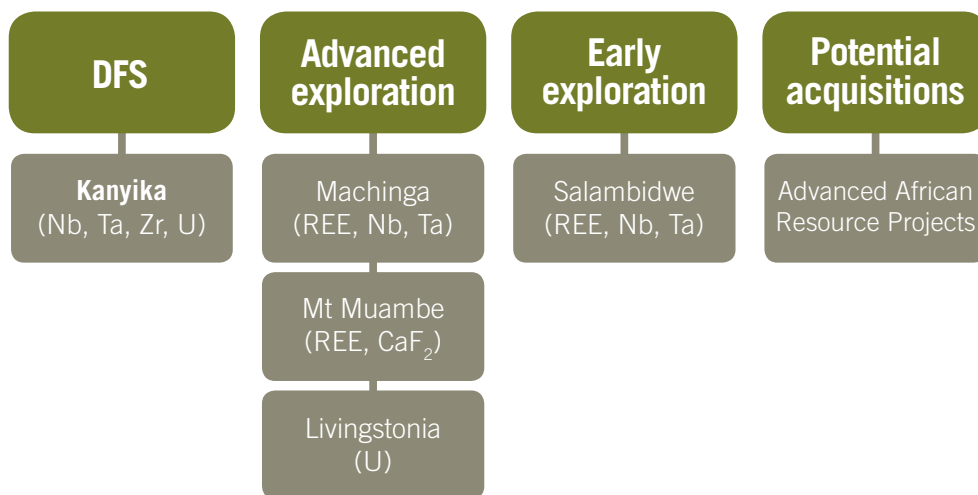 DFS
Kanyika
(Nb, Ta, Zr, U)
Advanced
exploration
Machinga
(REE, Nb, Ta)
Mt Muambe
(REE, CaF₂)
Livingstonia
(U)
Early
exploration
Salambidwe
(REE, Nb, Ta)
Potential
acquisitions
Advanced African
Resource Projects